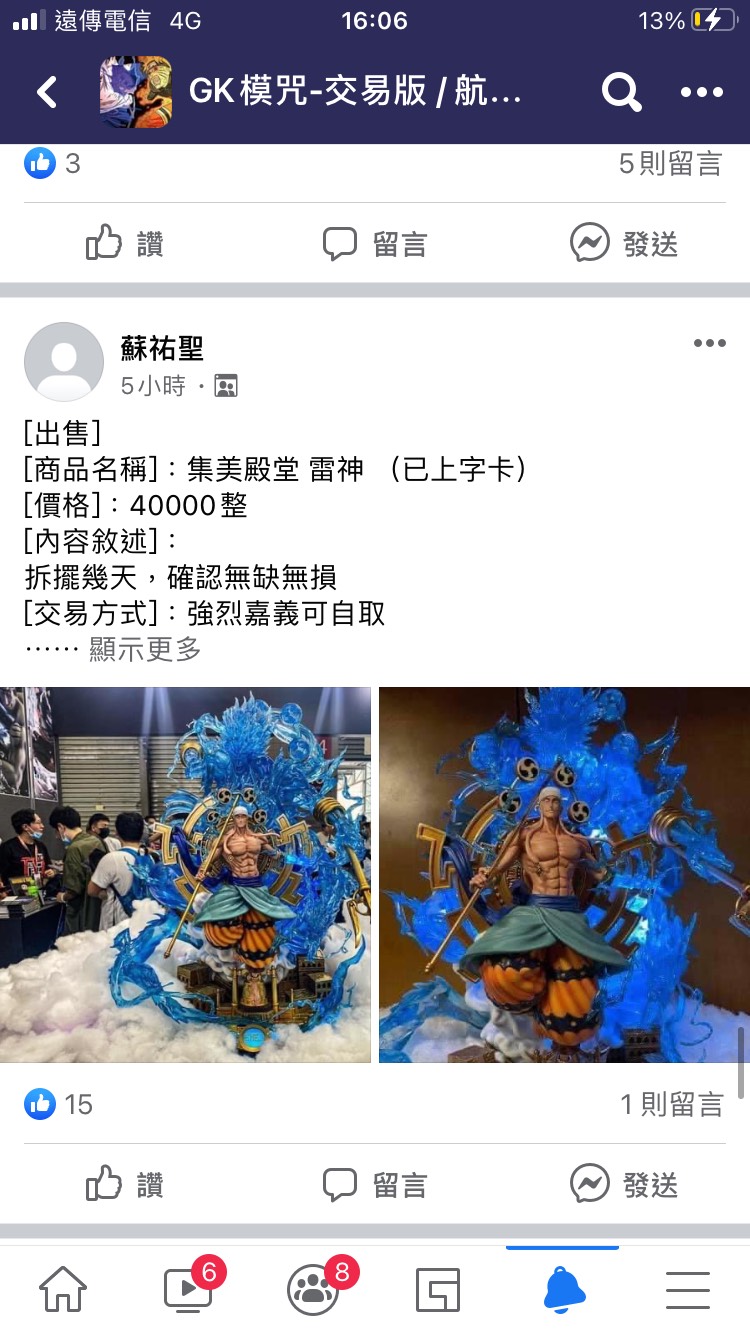 遠傳電信 4G 16:06 13%
GK模咒-交易版 / 航...
3 5則留言
讚 留言 發送
蘇祐聖
5小時 ·
[出售]
[商品名稱]：集美殿堂 雷神 （已上字卡）
[價格]：40000整
[內容敘述]：
拆擺幾天，確認無缺無損
[交易方式]：強烈嘉義可自取
⋯⋯ 顯示更多
15 1則留言
讚 留言 發送
6 8